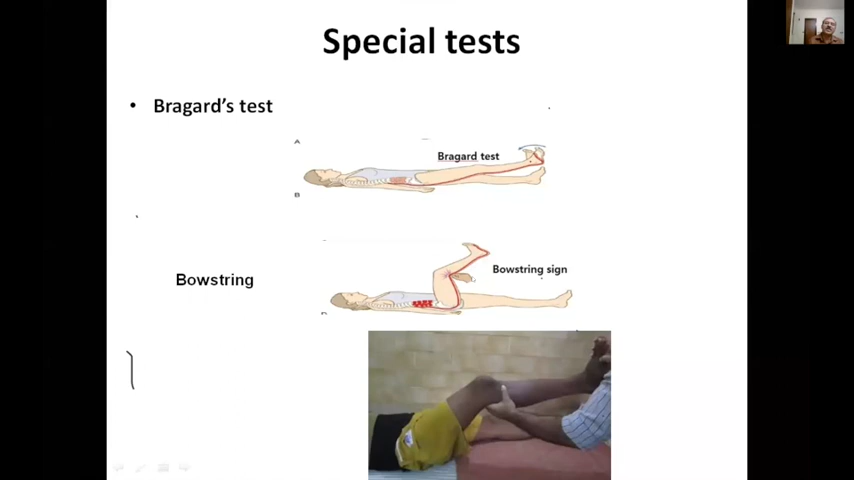 Special tests
• Bragard's test
A
Bragard test
B
Bowstring sign
Bowstring